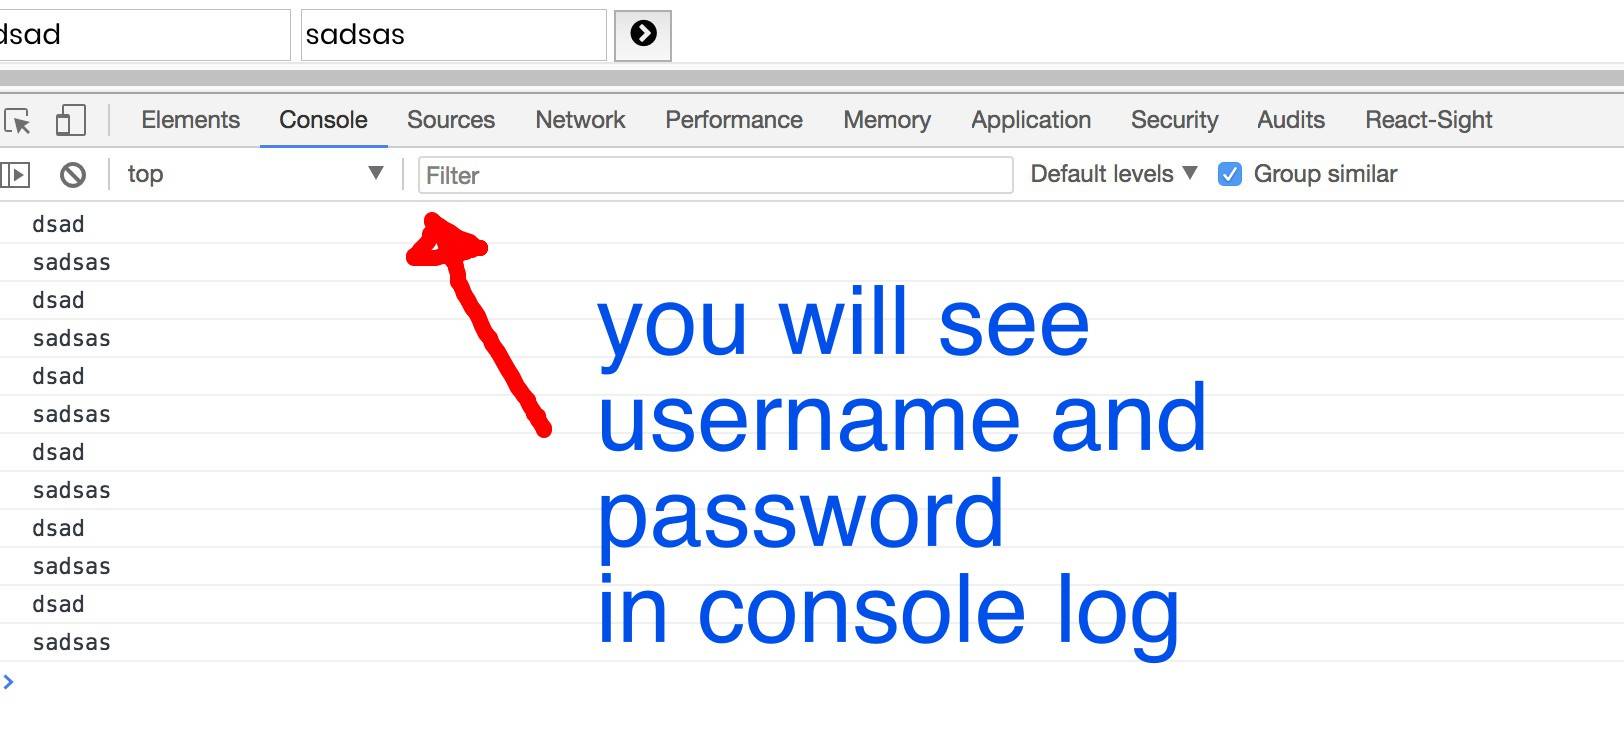 dsad sadsas
Elements Console Sources Network Performance Memory Application Security Audits React-Sight
top Filter Default levels Group similar
dsad
sadsas
dsad
sadsas
dsad
sadsas
dsad
sadsas
dsad
sadsas
dsad
sadsas
you will see
username and
password
in console log